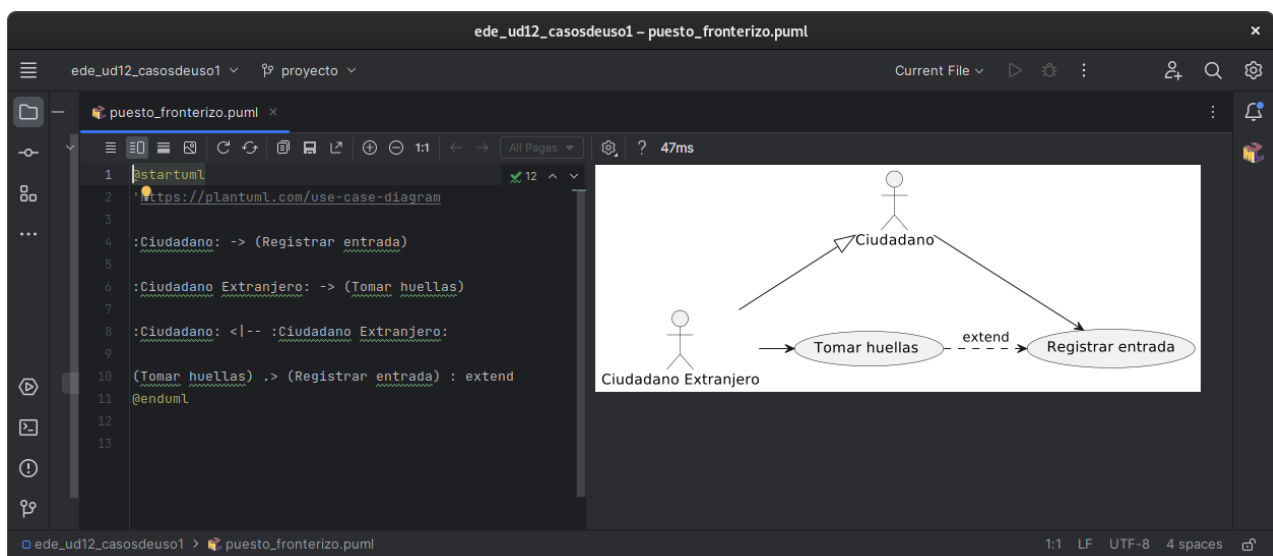 ede_ud12_casosdeuso1 – puesto_fronterizo.puml
ede_ud12_casosdeuso1 proyecto Current File
puesto_fronterizo.puml
1:1 All Pages ? 47ms
1 @startuml 12
2 'https://plantuml.com/use-case-diagram
3
4 :Ciudadano: -> (Registrar entrada)
5
6 :Ciudadano Extranjero: -> (Tomar huellas)
7
8 :Ciudadano: <|-- :Ciudadano Extranjero:
9
10 (Tomar huellas) .> (Registrar entrada) : extend
11 @enduml
12
13
Ciudadano
Tomar huellas
extend
Registrar entrada
Ciudadano Extranjero
ede_ud12_casosdeuso1 > puesto_fronterizo.puml 1:1 LF UTF-8 4 spaces